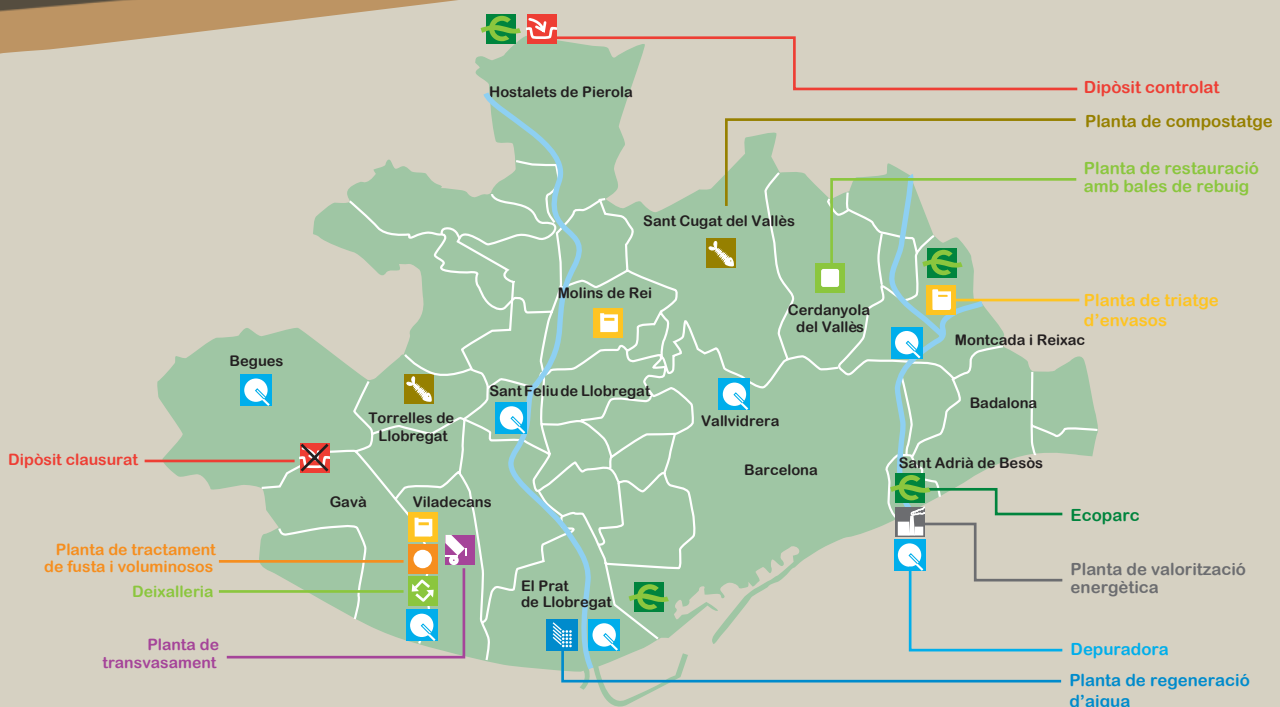 Hostalets de Pierola
Dipòsit controlat
Planta de compostatge
Planta de restauració
amb bales de rebuig
Sant Cugat del Vallès
Molins de Rei
Cerdanyola
del Vallès
Planta de triatge
d'envasos
Montcada i Reixac
Begues
Sant Feliu de Llobregat
Torrelles de
Llobregat
Vallvidrera
Badalona
Dipòsit clausurat
Barcelona
Sant Adrià de Besòs
Gavà
Viladecans
Ecoparc
Planta de tractament
de fusta i voluminosos
Deixalleria
El Prat
de Llobregat
Planta de valorització
energètica
Planta de
transvasament
Depuradora
Planta de regeneració
d'aigua